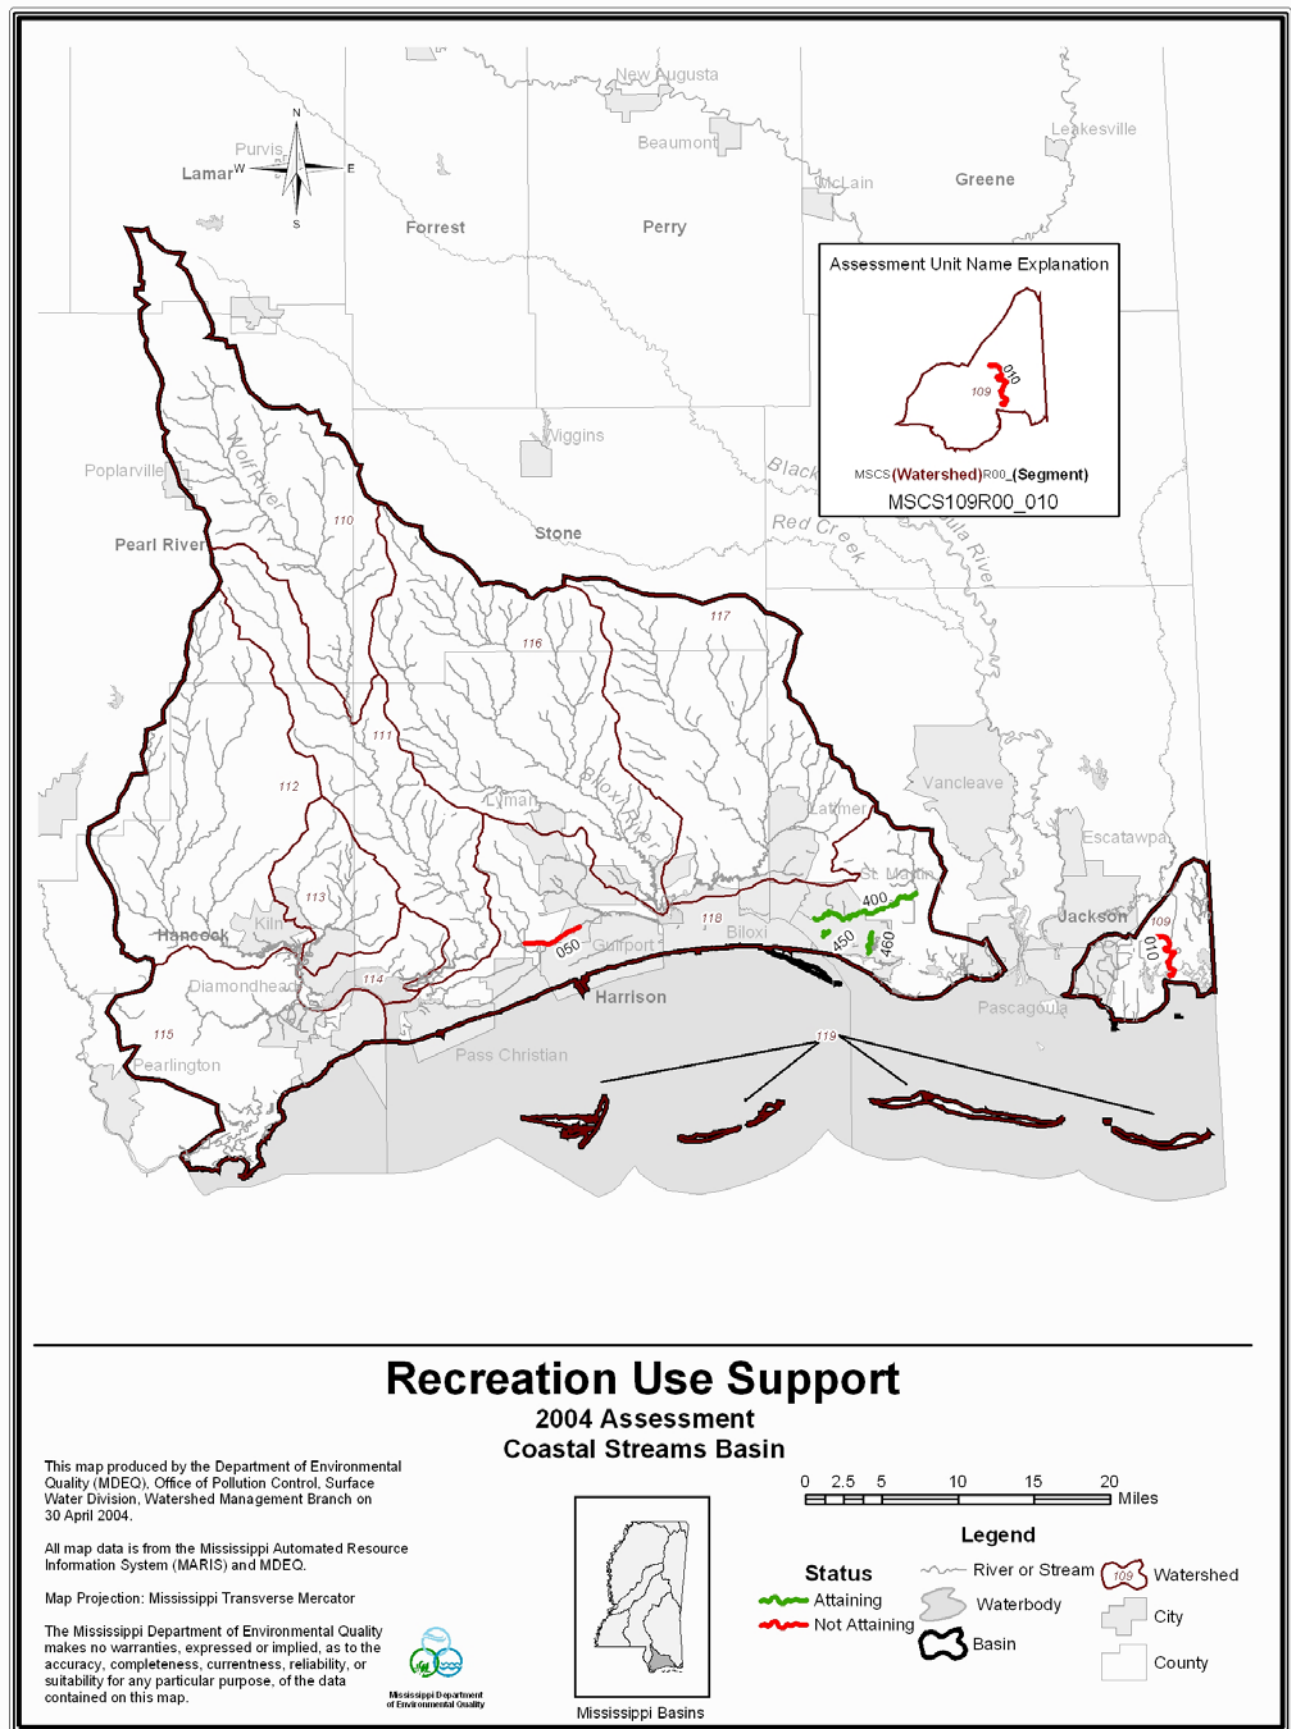 New Augusta
Beaumont
Leakesville
McLain
Greene
N
W
E
S
Purvis
Lamar
Forrest
Perry
Assessment Unit Name Explanation
010
109
MSCS(Watershed)R00_(Segment)
MSCS109R00_010
Wiggins
Wolf River
Poplarville
Pearl River
110
Stone
Black
Red Creek
ula River
116
117
111
112
Biloxi River
Lyman
Latimer
Vancleave
Escatawpa
St. Martin
400
113
Kiln
Hancock
050
Gulfport
118
Biloxi
450
460
Jackson
109
010
114
Diamondhead
Harrison
Pascagoula
115
Pearlington
Pass Christian
119
Recreation Use Support
2004 Assessment
Coastal Streams Basin
This map produced by the Department of Environmental
Quality (MDEQ), Office of Pollution Control, Surface
Water Division, Watershed Management Branch on
30 April 2004.
All map data is from the Mississippi Automated Resource
Information System (MARIS) and MDEQ.
Map Projection: Mississippi Transverse Mercator
The Mississippi Department of Environmental Quality
makes no warranties, expressed or implied, as to the
accuracy, completeness, currentness, reliability, or
suitability for any particular purpose, of the data
contained on this map.
Mississippi Department
of Environmental Quality
Mississippi Basins
0 2.5 5 10 15 20
Miles
Legend
Status
Attaining
Not Attaining
River or Stream
Waterbody
Basin
109
Watershed
City
County